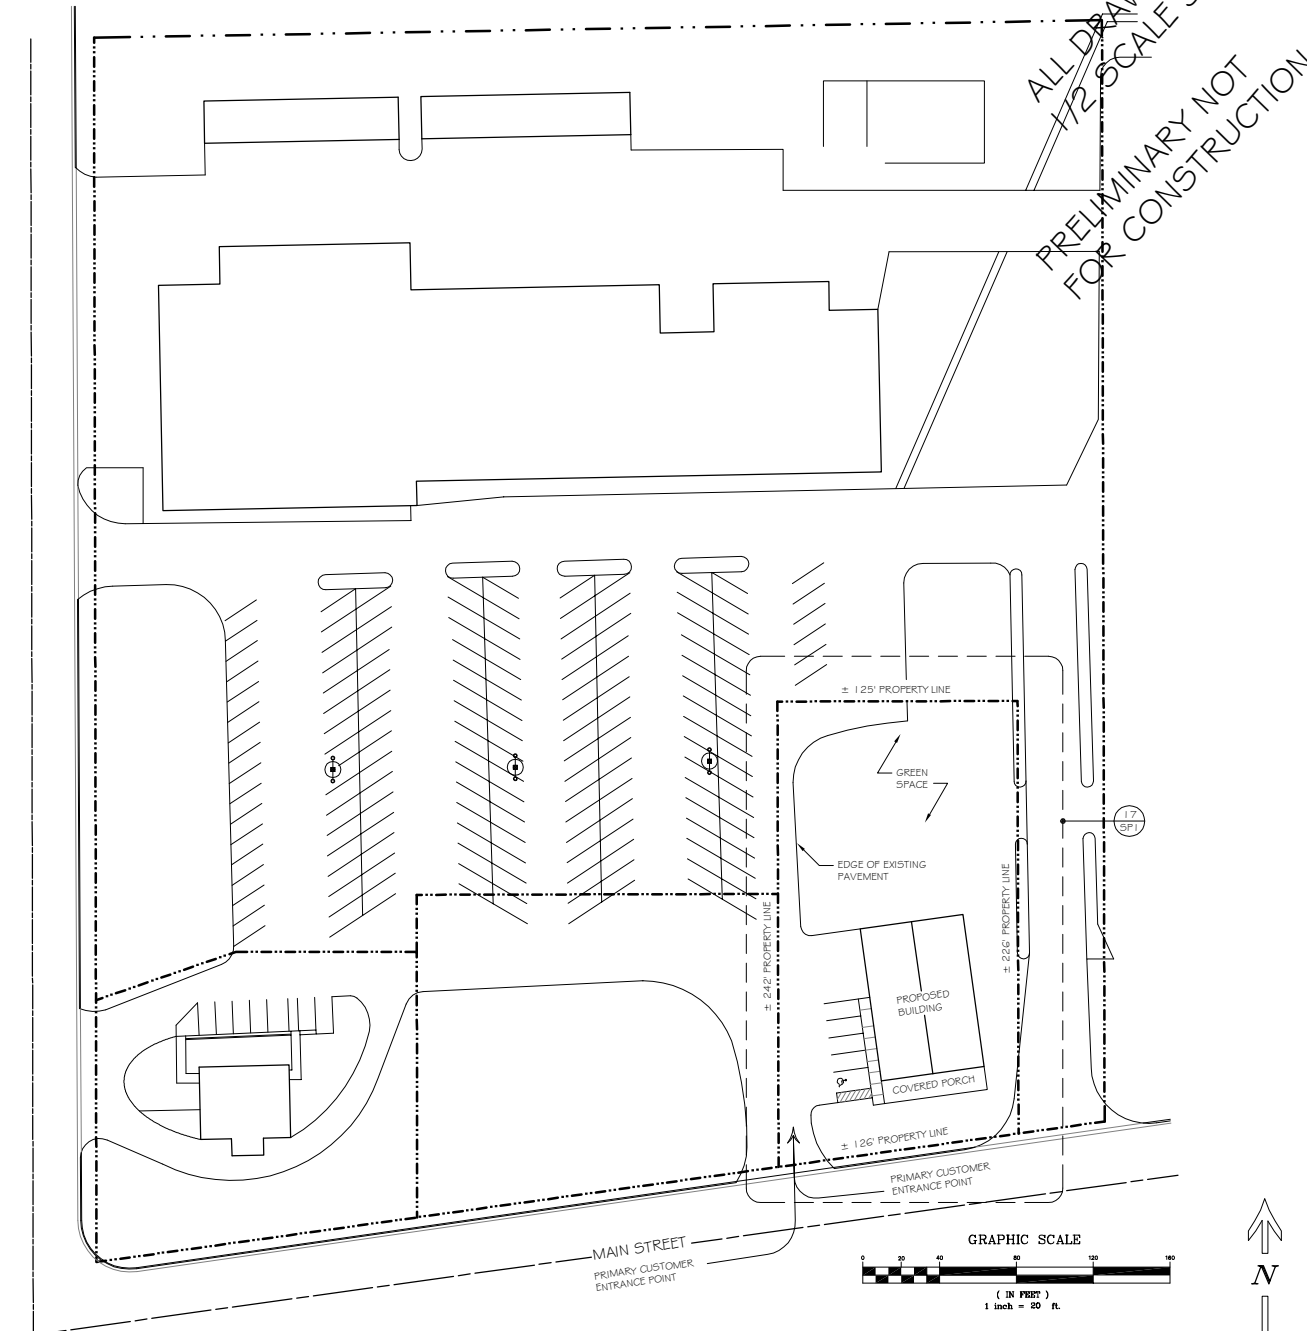 ALL DRAW
1/2 SCALE S
PRELIMINARY NOT
FOR CONSTRUCTION
± 125' PROPERTY LINE
GREEN
SPACE
17
SP1
EDGE OF EXISTING
PAVEMENT
± 226' PROPERTY LINE
± 242' PROPERTY LINE
PROPOSED
BUILDING
COVERED PORCH
± 126' PROPERTY LINE
PRIMARY CUSTOMER
ENTRANCE POINT
MAIN STREET
PRIMARY CUSTOMER
ENTRANCE POINT
GRAPHIC SCALE
0 20 40 80 120 160
( IN FEET )
1 inch = 20 ft.
N